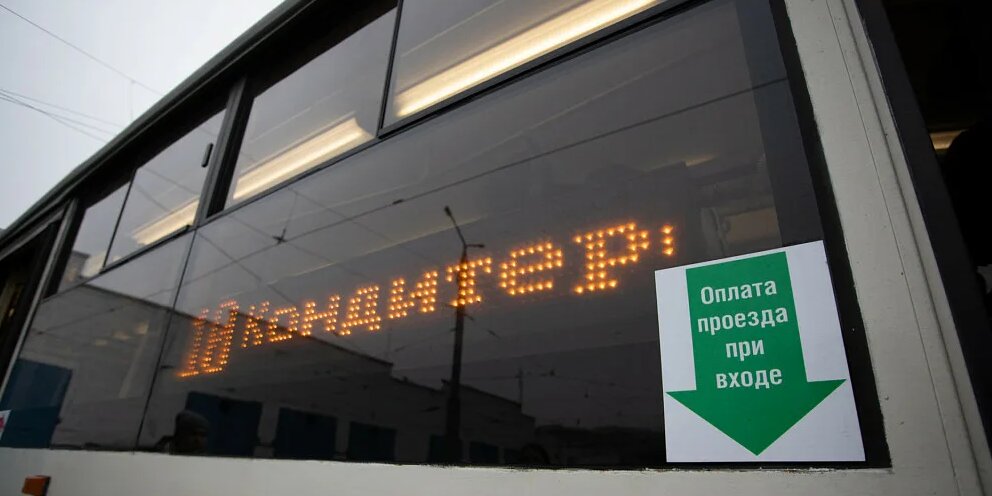 10 кондитер
Оплата
проезда
при
входе